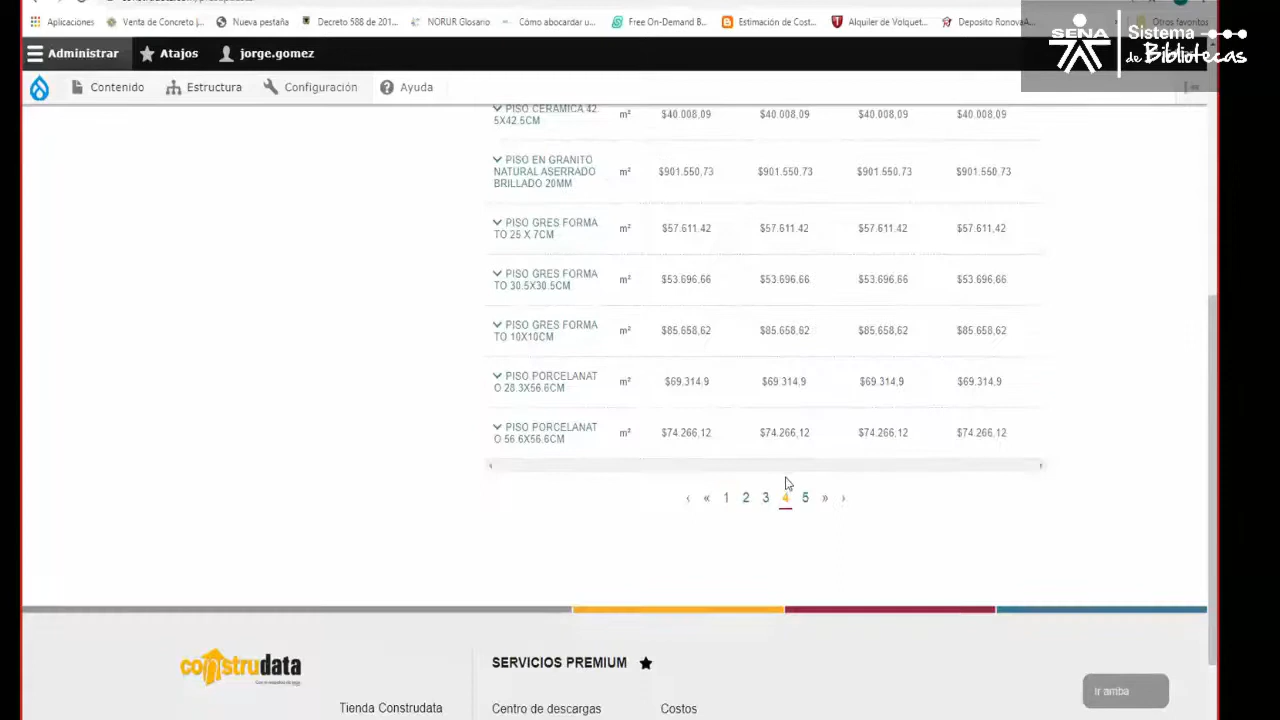 Aplicaciones Venta de Concreto |... Nueva pestaña Decreto 588 de 201... NORUR Glosario Cómo abocardar u... Free On-Demand B... Estimación de Cost... Alquiler de Volquet... Deposito RenovA... Otros favoritos
SENA Sistema de Bibliotecas
Administrar Atajos jorge.gomez
Contenido Estructura Configuración Ayuda
PISO CERAMICA 42.
5X42.5CM m² $40.008,09 $40.008,09 $40.008,09 $40.008,09
PISO EN GRANITO
NATURAL ASERRADO m² $901.550,73 $901.550,73 $901.550,73 $901.550,73
BRILLADO 20MM
PISO GRES FORMA
TO 25 X 7CM m² $57.611,42 $57.611,42 $57.611,42 $57.611,42
PISO GRES FORMA
TO 30.5X30.5CM m² $53.696,66 $53.696,66 $53.696,66 $53.696,66
PISO GRES FORMA
TO 10X10CM m² $85.658,62 $85.658,62 $85.658,62 $85.658,62
PISO PORCELANAT
O 28.3X56.6CM m² $69.314,9 $69.314,9 $69.314,9 $69.314,9
PISO PORCELANAT
O 56.6X56.6CM m² $74.266,12 $74.266,12 $74.266,12 $74.266,12
‹ « 1 2 3 4 5 » ›
construdata
SERVICIOS PREMIUM
Ir arriba
Tienda Construdata Centro de descargas Costos